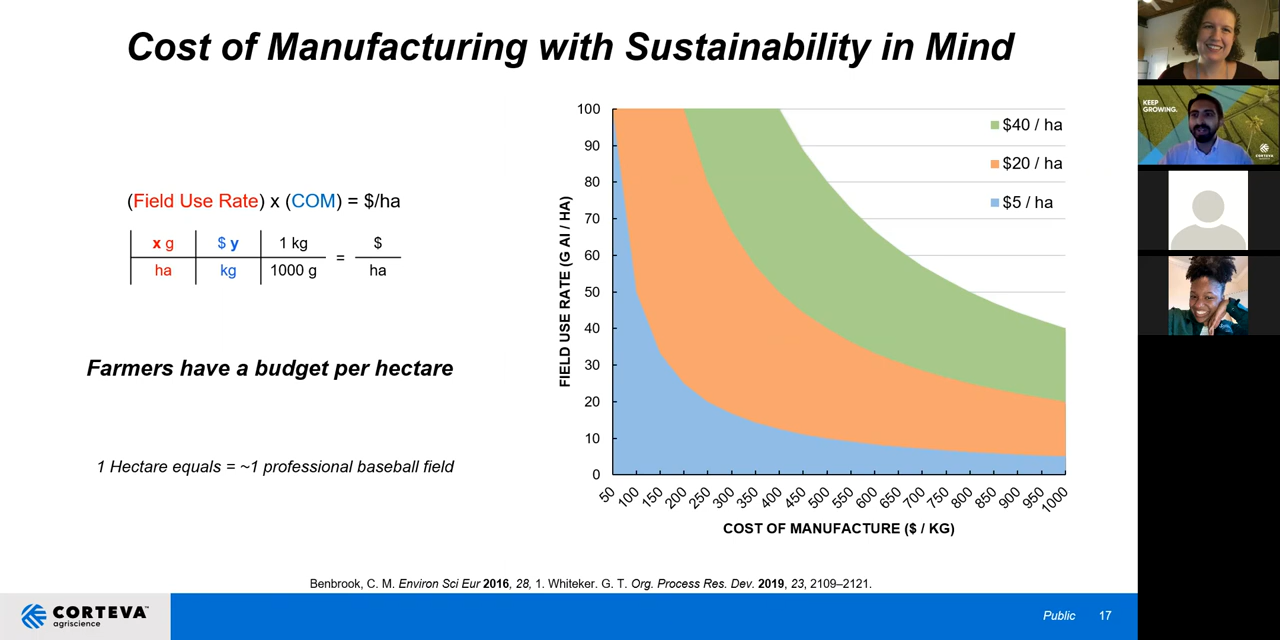 Cost of Manufacturing with Sustainability in Mind
(Field Use Rate) x (COM) = $/ha
x g $ y 1 kg = $
ha kg 1000 g ha
Farmers have a budget per hectare
1 Hectare equals = ~1 professional baseball field
FIELD USE RATE (G AI / HA)
100
90
80
70
60
50
40
30
20
10
0
$40 / ha
$20 / ha
$5 / ha
50 100 150 200 250 300 350 400 450 500 550 600 650 700 750 800 850 900 950 1000
COST OF MANUFACTURE ($ / KG)
Benbrook, C. M. Environ Sci Eur 2016, 28, 1. Whiteker. G. T. Org. Process Res. Dev. 2019, 23, 2109–2121.
CORTEVA™
agriscience
Public 17
KEEP
GROWING.
CORTEVA